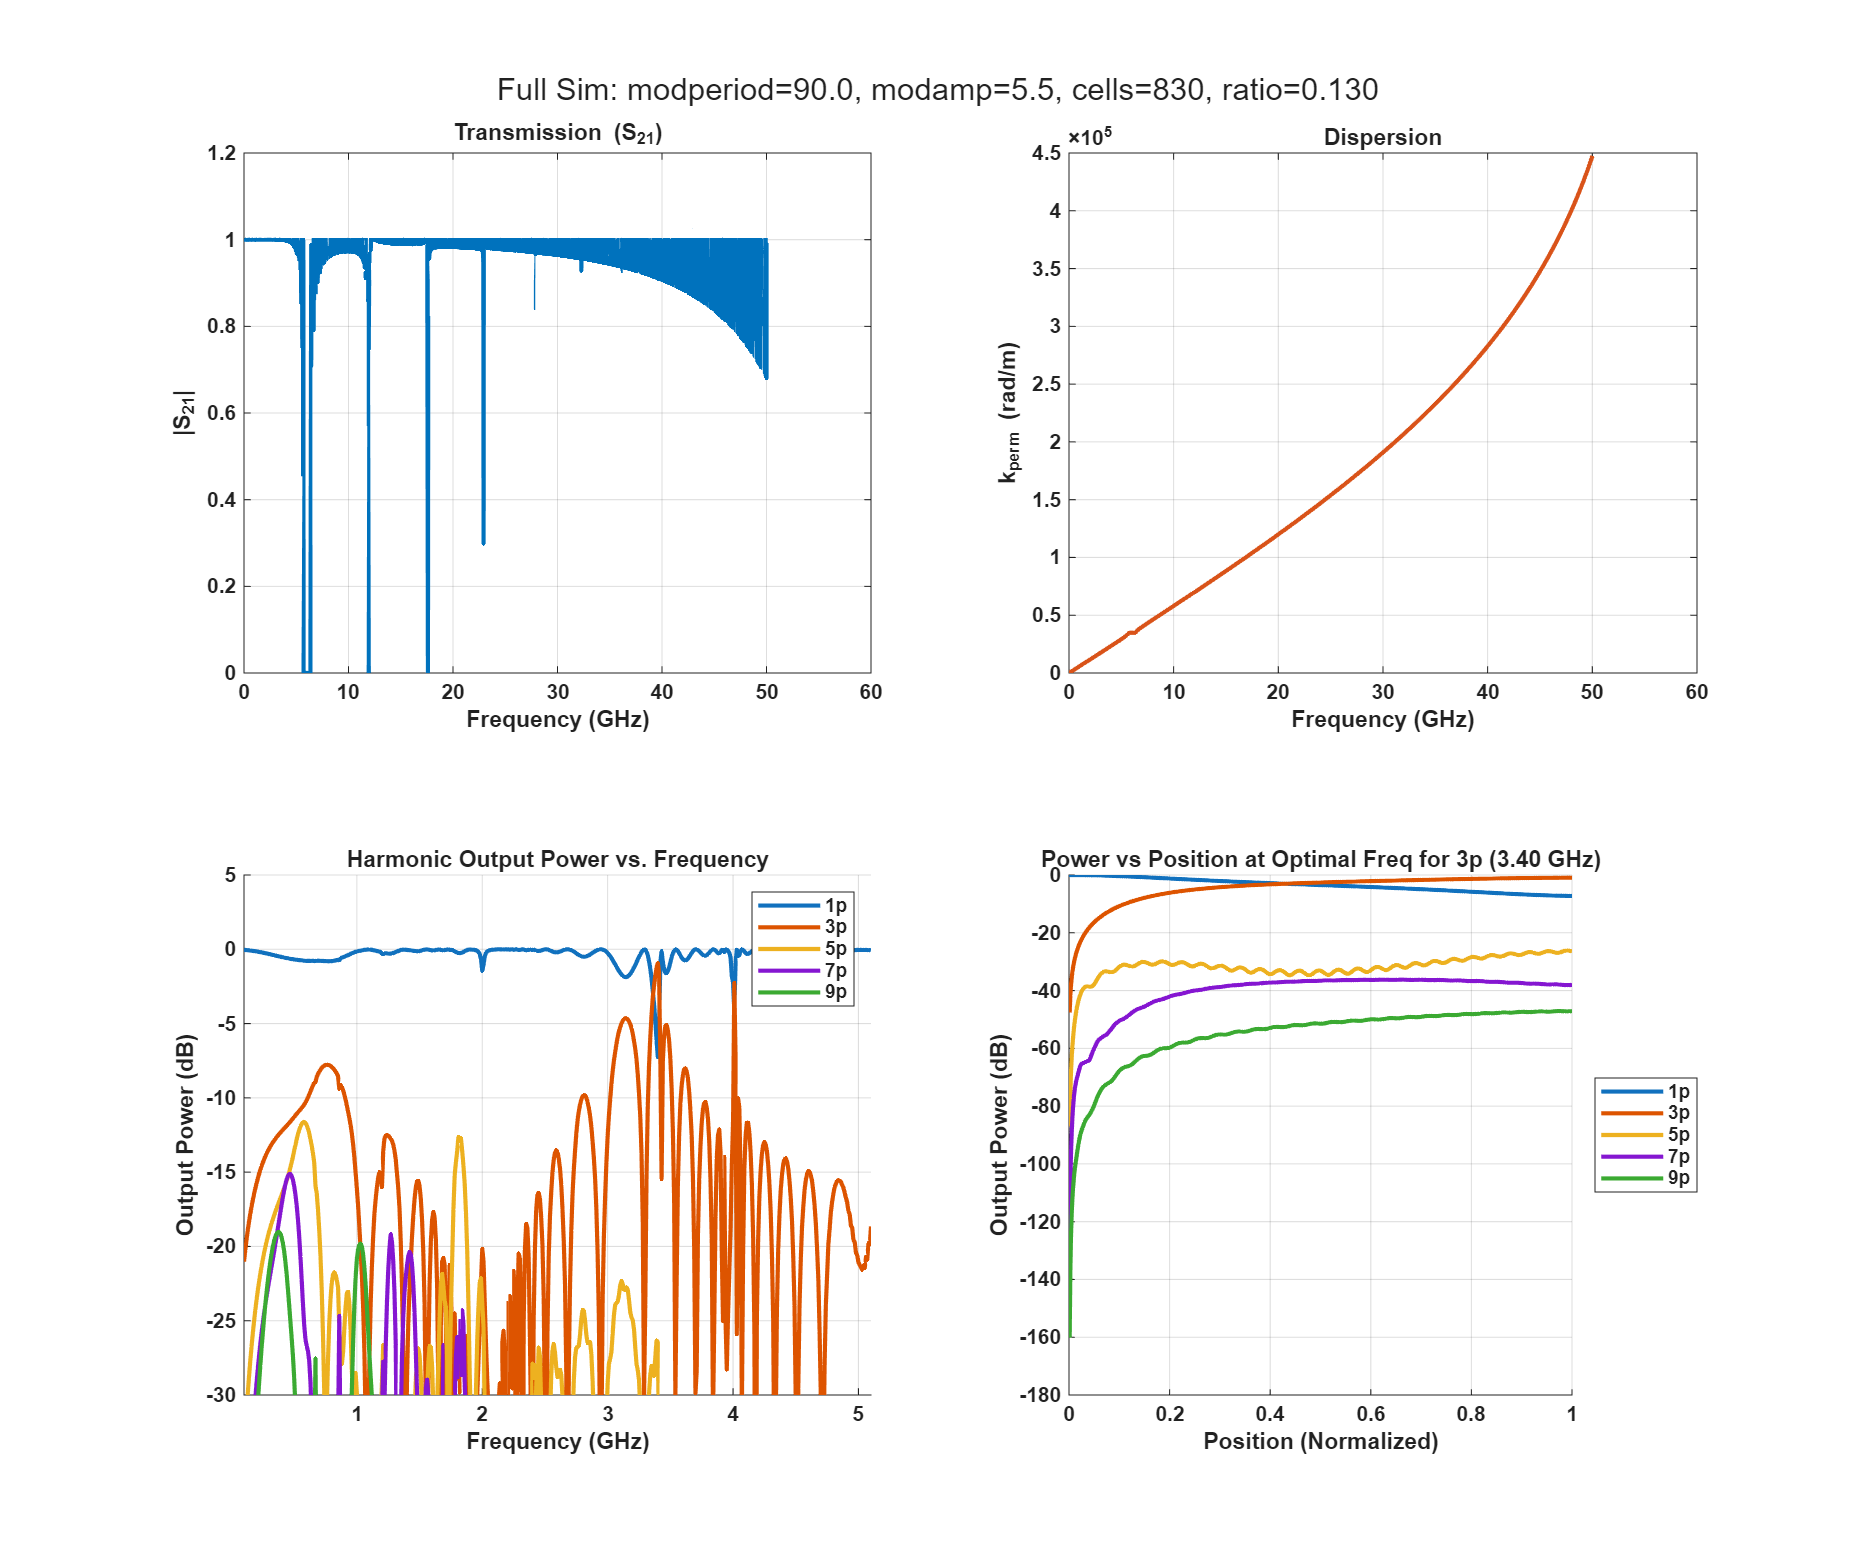 Full Sim: modperiod=90.0, modamp=5.5, cells=830, ratio=0.130
Transmission (S21)
1.2
1
0.8
0.6
0.4
0.2
0
0 10 20 30 40 50 60
|S21|
Frequency (GHz)
×10^5
Dispersion
4.5
4
3.5
3
2.5
2
1.5
1
0.5
0
0 10 20 30 40 50 60
kperm (rad/m)
Frequency (GHz)
Harmonic Output Power vs. Frequency
5
0
-5
-10
-15
-20
-25
-30
1 2 3 4 5
Output Power (dB)
Frequency (GHz)
1p
3p
5p
7p
9p
Power vs Position at Optimal Freq for 3p (3.40 GHz)
0
-20
-40
-60
-80
-100
-120
-140
-160
-180
0 0.2 0.4 0.6 0.8 1
Output Power (dB)
Position (Normalized)
1p
3p
5p
7p
9p